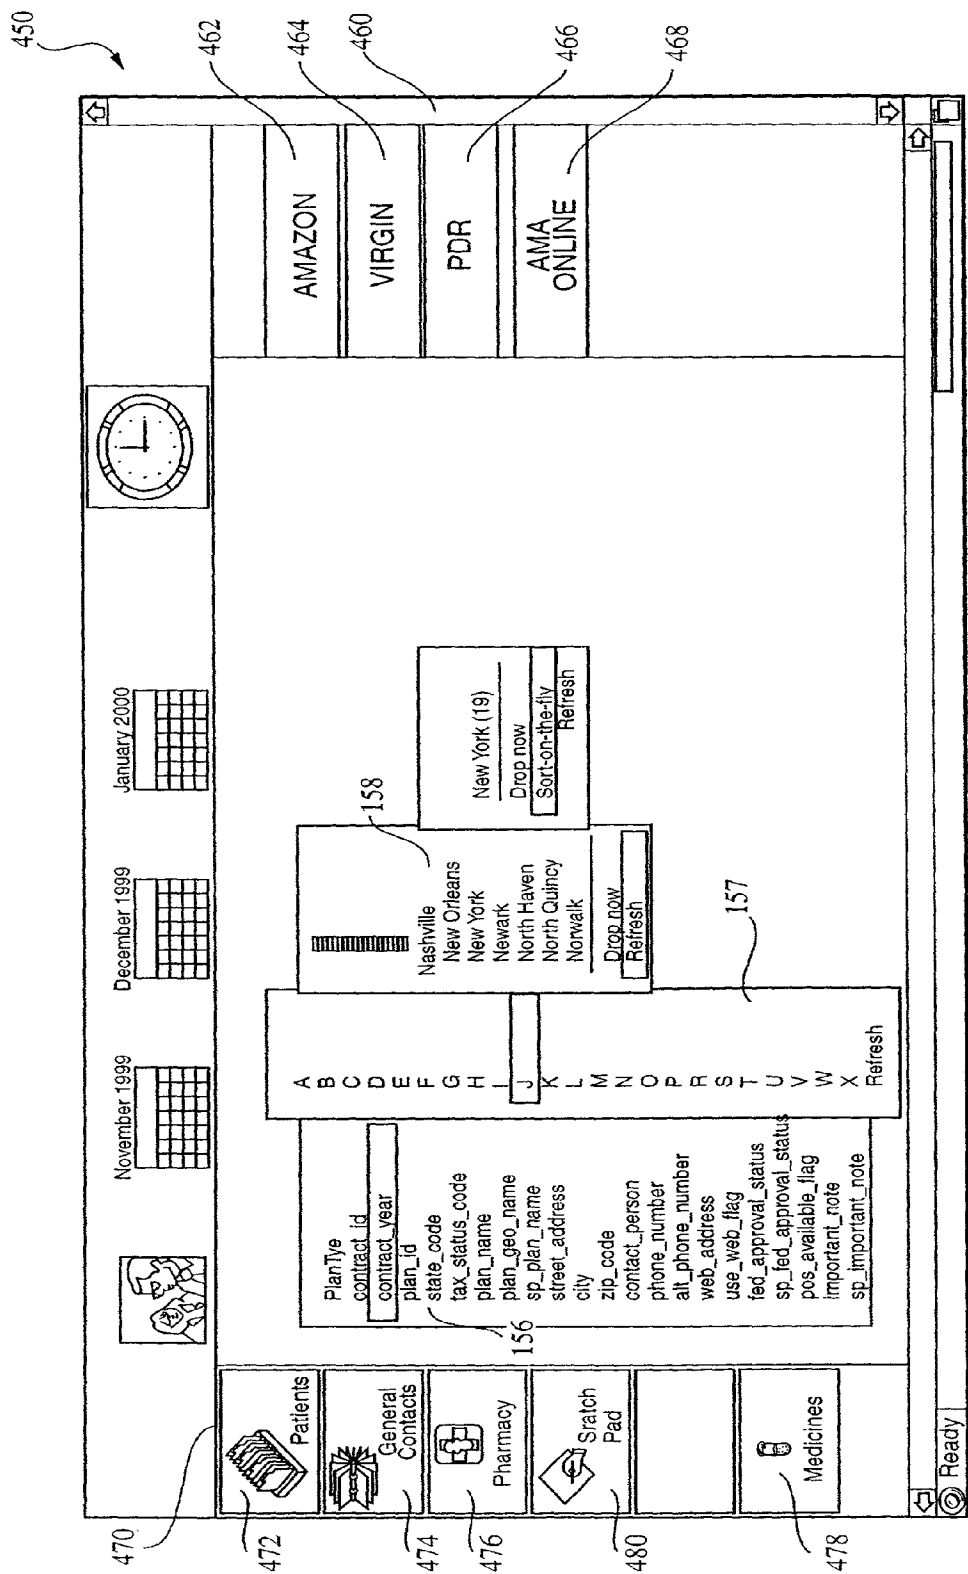 450
November 1999
December 1999
January 2000
470
472
Patients
474
General
Contacts
476
Pharmacy
480
Sratch
Pad
478
Medicines
PlanTye
contract_id
contract_year
plan_id
state_code
tax_status_code
plan_name
plan_geo_name
sp_plan_name
street_address
city
zip_code
contact_person
phone_number
alt_phone_number
web_address
use_web_flag
fed_approval_status
sp_fed_approval_status
pos_available_flag
important_note
sp_important_note
156
A
B
C
D
E
F
G
H
I
J
K
L
M
N
O
P
R
S
T
U
V
W
X
Refresh
157
Nashville
New Orleans
New York
Newark
North Haven
North Quincy
Norwalk
Drop now
Refresh
158
New York (19)
Drop now
Sort-on-the-fly
Refresh
AMAZON
462
VIRGIN
464
460
PDR
466
AMA
ONLINE
468
Ready